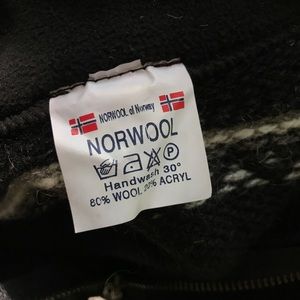 NORWOOL of Norway
NORWOOL
P
Handwash 30°
80% WOOL 20% ACRYL